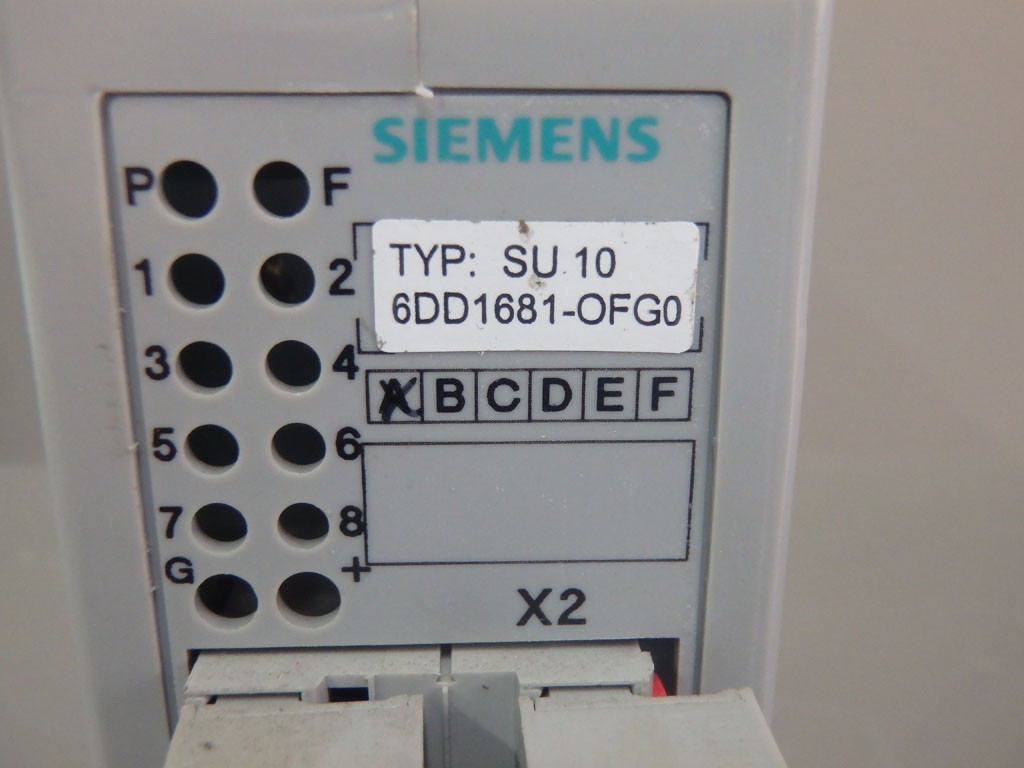 SIEMENS
P F
TYP: SU 10
1 2
6DD1681-OFG0
3 4
A B C D E F
5 6
7 8
G +
X2